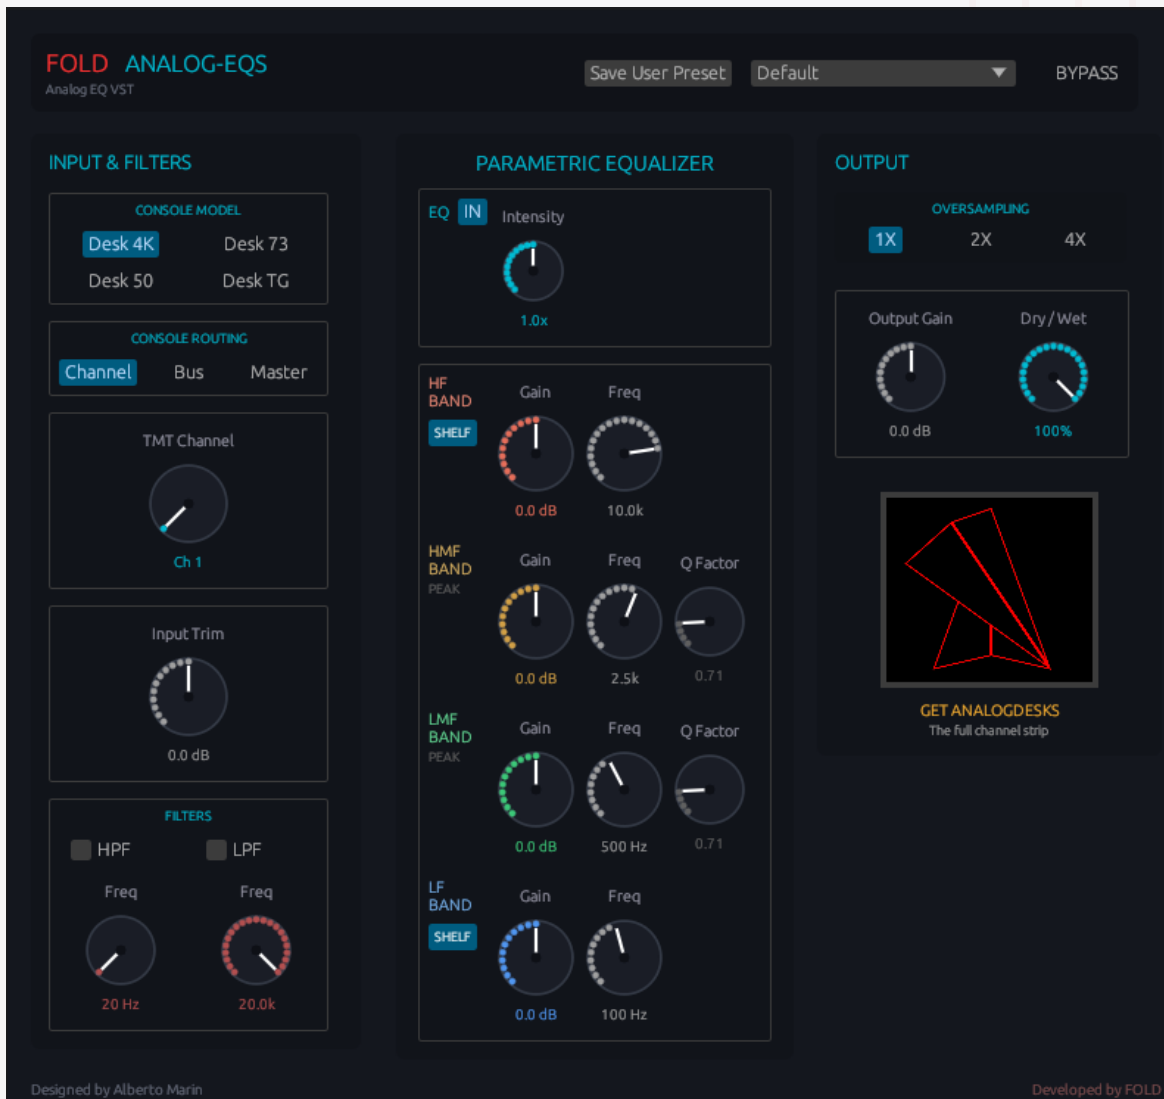 FOLD ANALOG-EQS
Analog EQ VST
Save User Preset
Default
BYPASS
INPUT & FILTERS
CONSOLE MODEL
Desk 4K Desk 73
Desk 50 Desk TG
CONSOLE ROUTING
Channel Bus Master
TMT Channel
Ch 1
Input Trim
0.0 dB
FILTERS
HPF LPF
Freq Freq
20 Hz 20.0k
PARAMETRIC EQUALIZER
EQ IN Intensity
1.0x
HF
BAND
SHELF
Gain Freq
0.0 dB 10.0k
HMF
BAND
PEAK
Gain Freq Q Factor
0.0 dB 2.5k 0.71
LMF
BAND
PEAK
Gain Freq Q Factor
0.0 dB 500 Hz 0.71
LF
BAND
SHELF
Gain Freq
0.0 dB 100 Hz
OUTPUT
OVERSAMPLING
1X 2X 4X
Output Gain Dry / Wet
0.0 dB 100%
GET ANALOGDESKS
The full channel strip
Designed by Alberto Marin
Developed by FOLD